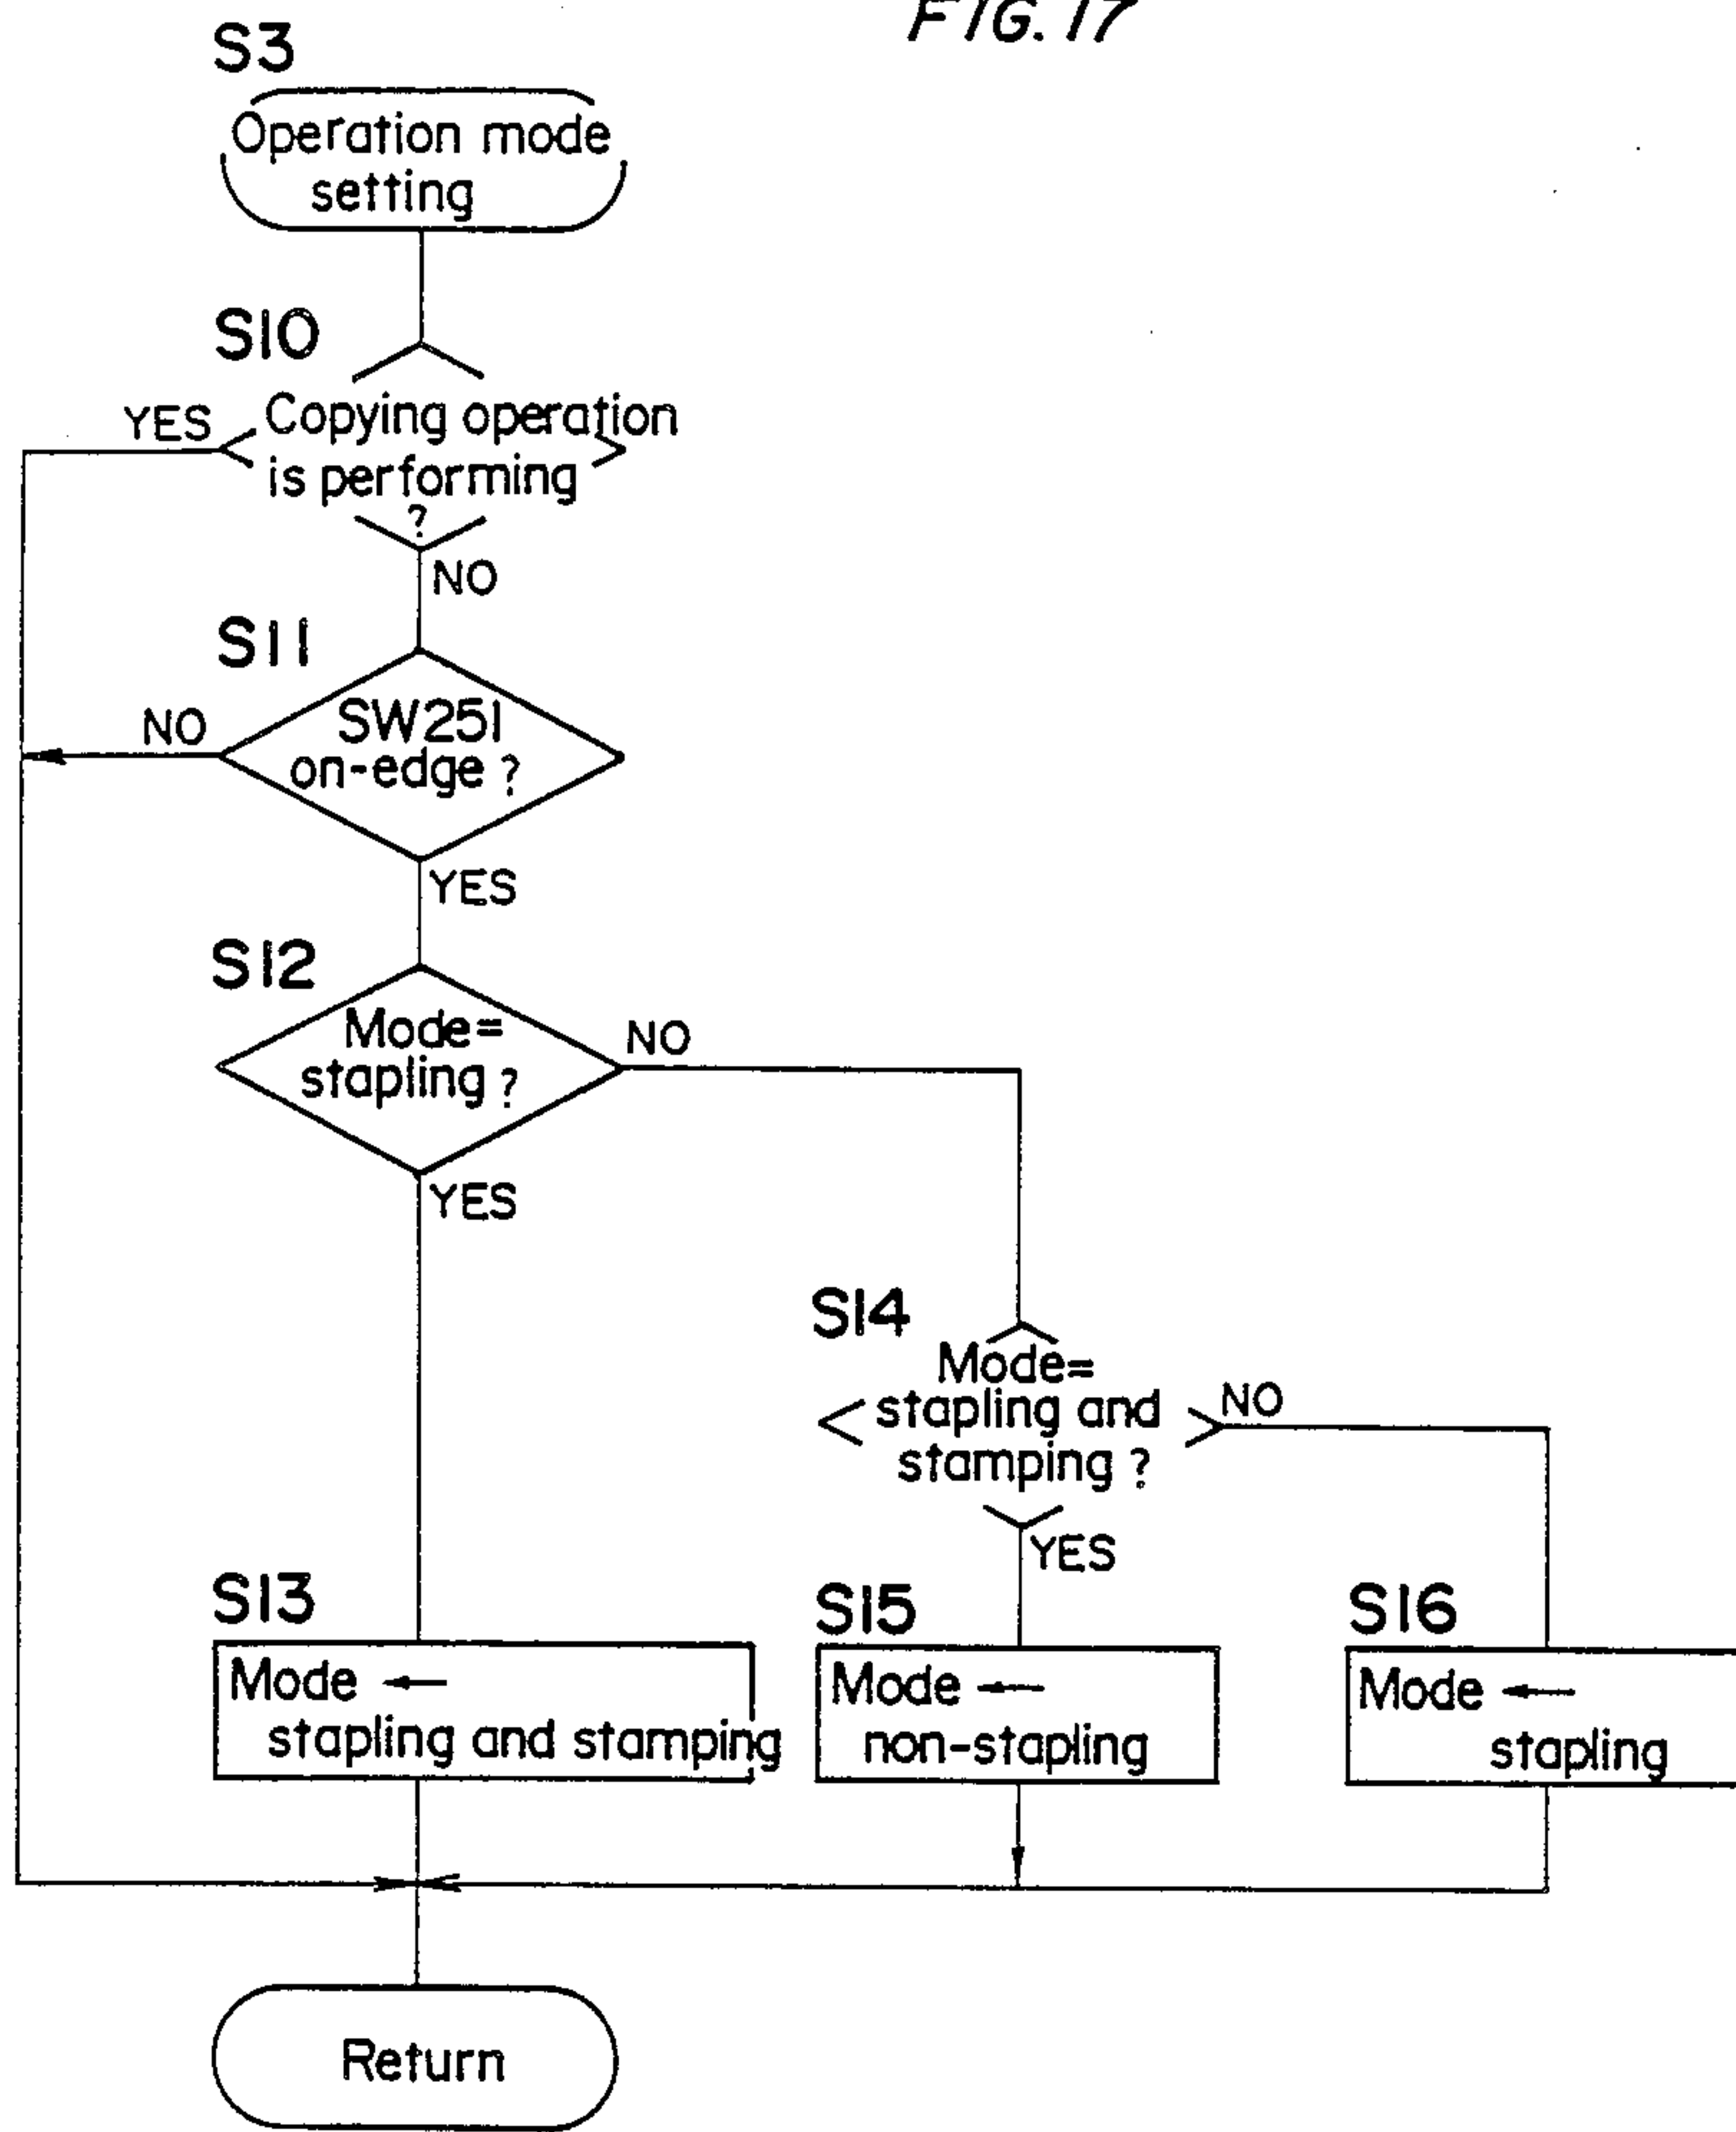 FIG. 17
S3
Operation mode
setting
S10
YES
Copying operation
is performing
?
NO
S11
NO
SW251
on-edge ?
YES
S12
Mode=
stapling ?
NO
YES
S14
Mode=
stapling and
stamping ?
NO
YES
S13
Mode ←
stapling and stamping
S15
Mode ←
non-stapling
S16
Mode ←
stapling
Return